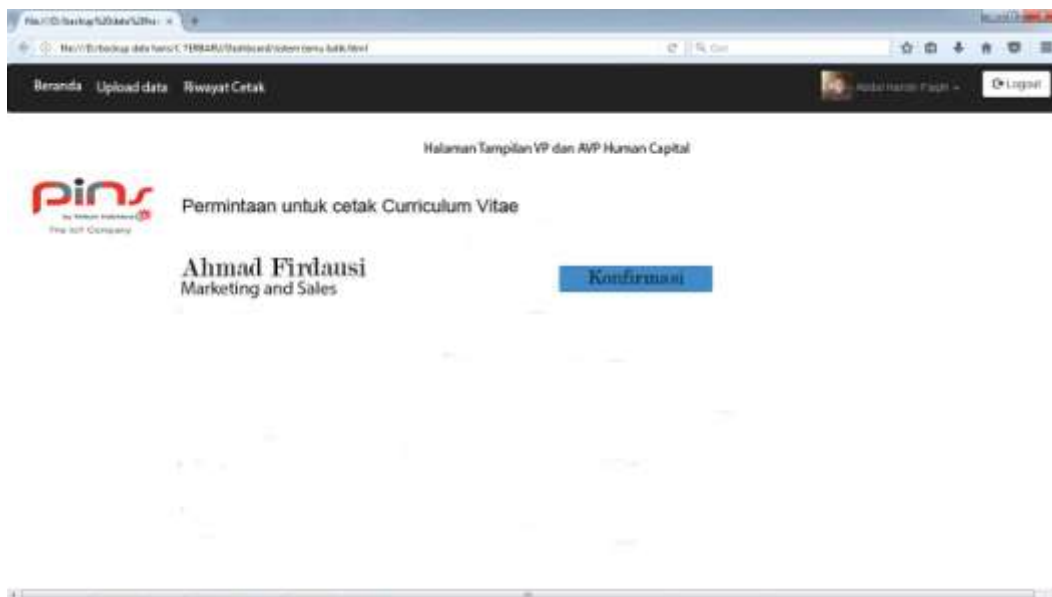 Beranda Upload data Riwayat Cetak
Logout
Halaman Tampilan VP dan AVP Human Capital
pins
The IoT Company
Permintaan untuk cetak Curriculum Vitae
Ahmad Firdausi
Marketing and Sales
Konfirmasi